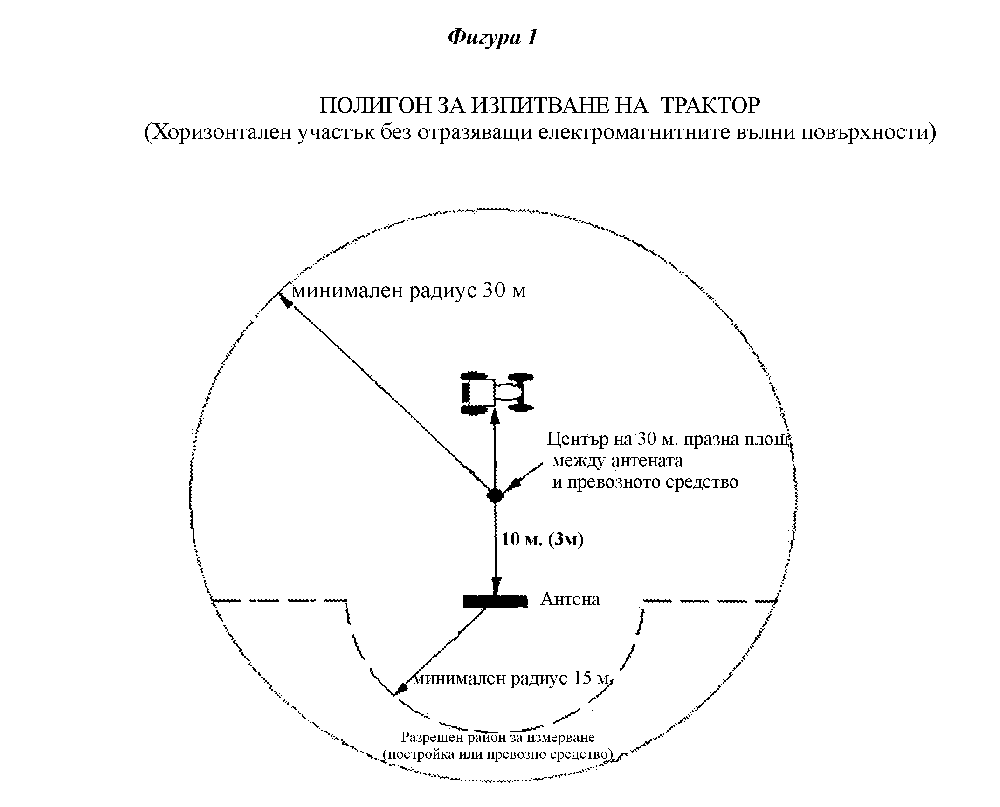 Фигура 1
ПОЛИГОН ЗА ИЗПИТВАНЕ НА ТРАКТОР
(Хоризонтален участък без отразяващи електромагнитните вълни повърхности)
минимален радиус 30 м
Център на 30 м. празна площ
между антената
и превозното средство
10 м. (3м)
Антена
минимален радиус 15 м
Разрешен район за измерване
(постройка или превозно средство)